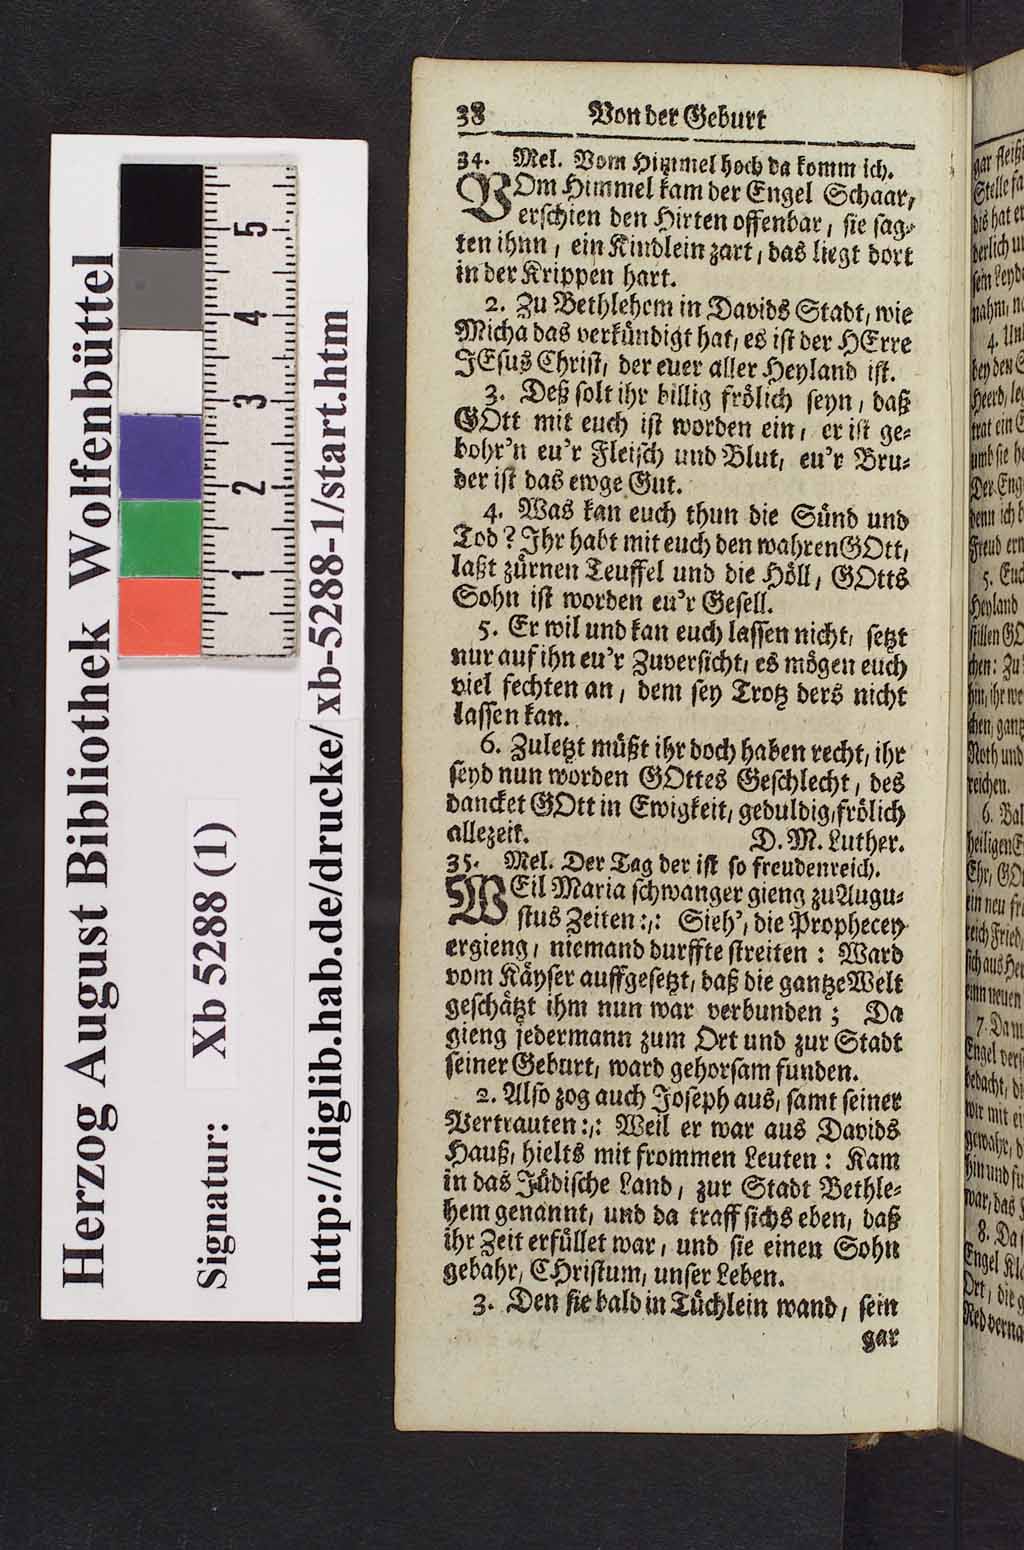 Herzog August Bibliothek Wolfenbüttel
Signatur: Xb 5288 (1)
http://diglib.hab.de/drucke/xb-5288-1/start.htm
1 2 3 4 5
38 Von der Geburt
34. Mel. Vom Himmel hoch da komm ich.
VOm Himmel kam der Engel Schaar,
erschien den Hirten offenbar, sie sag-
ten ihnn, ein Kindlein zart, das liegt dort
in der Krippen hart.
2. Zu Bethlehem in Davids Stadt, wie
Micha das verkündigt hat, es ist der HErre
JEsus Christ, der euer aller Heyland ist.
3. Deß solt ihr billig frölich seyn, daß
GOtt mit euch ist worden ein, er ist ge-
bohr'n eu'r Fleisch und Blut, eu'r Bru-
der ist das ewge Gut.
4. Was kan euch thun die Sünd und
Tod? Ihr habt mit euch den wahren GOtt,
laßt zürnen Teuffel und die Höll, GOtts
Sohn ist worden eu'r Gesell.
5. Er wil und kan euch lassen nicht, setzt
nur auf ihn eu'r Zuversicht, es mögen euch
viel fechten an, dem sey Trotz ders nicht
lassen kan.
6. Zuletzt müßt ihr doch haben recht, ihr
seyd nun worden GOttes Geschlecht, des
dancket GOtt in Ewigkeit, geduldig, frölich
allezeit. D. M. Luther.
35. Mel. Der Tag der ist so freudenreich.
WEil Maria schwanger gieng zu Augu-
stus Zeiten :,: Sieh', die Prophecey
ergieng, niemand durffte streiten : Ward
vom Käyser auffgesetzt, daß die gantze Welt
geschätzt ihm nun war verbunden ; Da
gieng jedermann zum Ort und zur Stadt
seiner Geburt, ward gehorsam funden.
2. Also zog auch Joseph aus, samt seiner
Vertrauten :,: Weil er war aus Davids
Hauß, hielts mit frommen Leuten : Kam
in das Jüdische Land, zur Stadt Bethle-
hem genannt, und da traff sichs eben, daß
ihr Zeit erfüllet war, und sie einen Sohn
gebahr, CHristum, unser Leben.
3. Den sie bald in Tüchlein wand, sein
gar